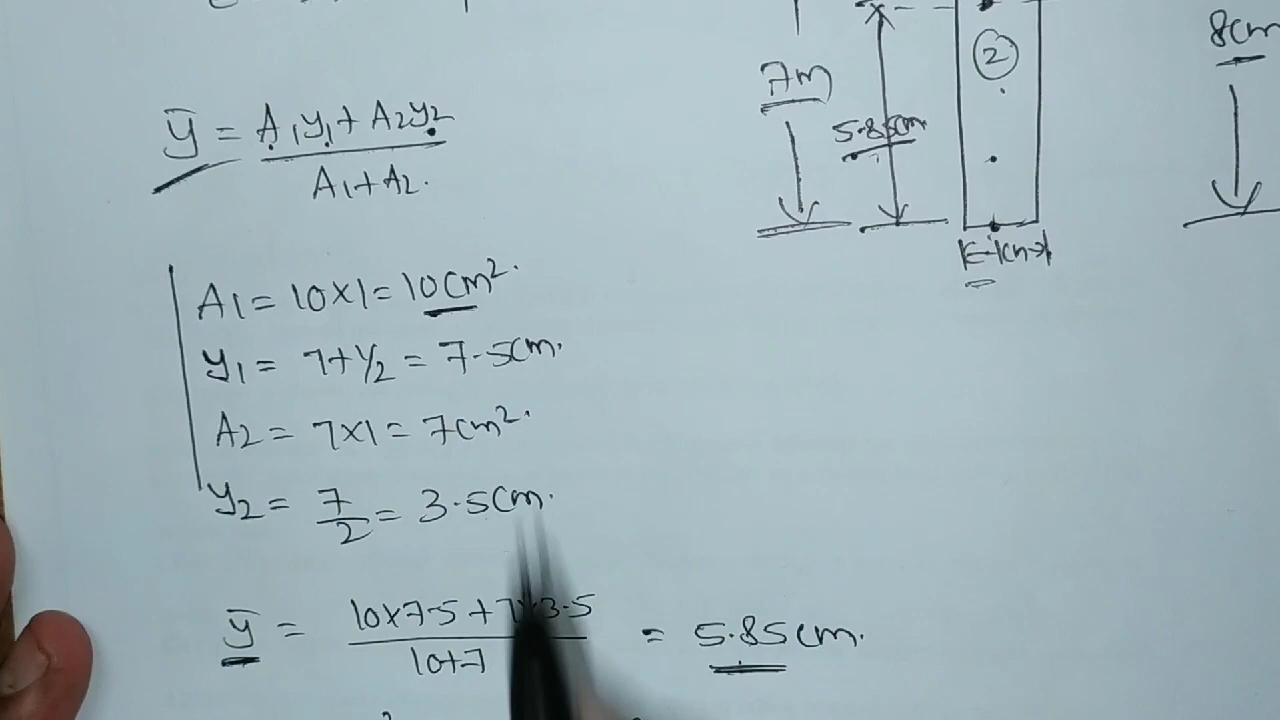 8cm
7m
2
5.85cm
ȳ = A1y1 + A2y2
A1 + A2.
1cm
A1 = 10×1 = 10cm².
y1 = 7+1/2 = 7.5cm.
A2 = 7×1 = 7cm².
y2 = 7/2 = 3.5cm.
ȳ = 10×7.5 + 7×3.5 = 5.85cm.
10+7